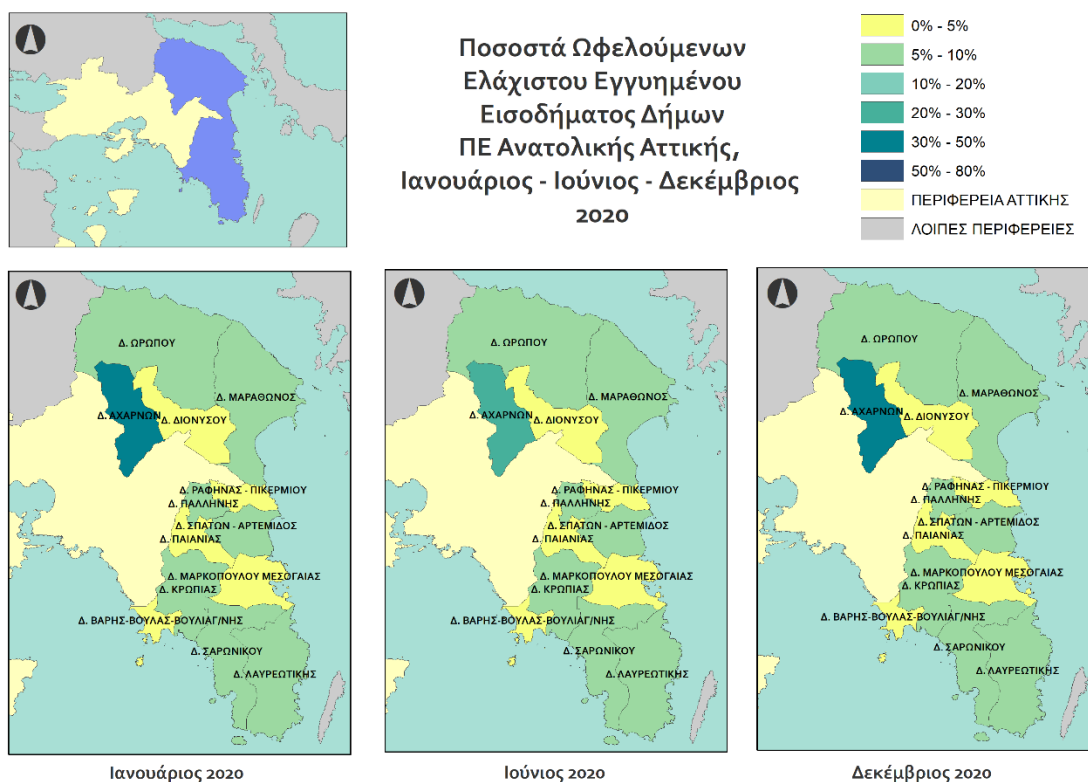 Ποσοστά Ωφελούμενων
Ελάχιστου Εγγυημένου
Εισοδήματος Δήμων
ΠΕ Ανατολικής Αττικής,
Ιανουάριος - Ιούνιος - Δεκέμβριος
2020
0% - 5%
5% - 10%
10% - 20%
20% - 30%
30% - 50%
50% - 80%
ΠΕΡΙΦΕΡΕΙΑ ΑΤΤΙΚΗΣ
ΛΟΙΠΕΣ ΠΕΡΙΦΕΡΕΙΕΣ
Δ. ΩΡΩΠΟΥ
Δ. ΜΑΡΑΘΩΝΟΣ
Δ. ΑΧΑΡΝΩΝ
Δ. ΔΙΟΝΥΣΟΥ
Δ. ΡΑΦΗΝΑΣ - ΠΙΚΕΡΜΙΟΥ
Δ. ΠΑΛΛΗΝΗΣ
Δ. ΣΠΑΤΩΝ - ΑΡΤΕΜΙΔΟΣ
Δ. ΠΑΙΑΝΙΑΣ
Δ. ΜΑΡΚΟΠΟΥΛΟΥ ΜΕΣΟΓΑΙΑΣ
Δ. ΚΡΩΠΙΑΣ
Δ. ΒΑΡΗΣ-ΒΟΥΛΑΣ-ΒΟΥΛΙΑΓ/ΝΗΣ
Δ. ΣΑΡΩΝΙΚΟΥ
Δ. ΛΑΥΡΕΩΤΙΚΗΣ
Ιανουάριος 2020
Δ. ΩΡΩΠΟΥ
Δ. ΜΑΡΑΘΩΝΟΣ
Δ. ΑΧΑΡΝΩΝ
Δ. ΔΙΟΝΥΣΟΥ
Δ. ΡΑΦΗΝΑΣ - ΠΙΚΕΡΜΙΟΥ
Δ. ΠΑΛΛΗΝΗΣ
Δ. ΣΠΑΤΩΝ - ΑΡΤΕΜΙΔΟΣ
Δ. ΠΑΙΑΝΙΑΣ
Δ. ΜΑΡΚΟΠΟΥΛΟΥ ΜΕΣΟΓΑΙΑΣ
Δ. ΚΡΩΠΙΑΣ
Δ. ΒΑΡΗΣ-ΒΟΥΛΑΣ-ΒΟΥΛΙΑΓ/ΝΗΣ
Δ. ΣΑΡΩΝΙΚΟΥ
Δ. ΛΑΥΡΕΩΤΙΚΗΣ
Ιούνιος 2020
Δ. ΩΡΩΠΟΥ
Δ. ΜΑΡΑΘΩΝΟΣ
Δ. ΑΧΑΡΝΩΝ
Δ. ΔΙΟΝΥΣΟΥ
Δ. ΡΑΦΗΝΑΣ - ΠΙΚΕΡΜΙΟΥ
Δ. ΠΑΛΛΗΝΗΣ
Δ. ΣΠΑΤΩΝ - ΑΡΤΕΜΙΔΟΣ
Δ. ΠΑΙΑΝΙΑΣ
Δ. ΜΑΡΚΟΠΟΥΛΟΥ ΜΕΣΟΓΑΙΑΣ
Δ. ΚΡΩΠΙΑΣ
Δ. ΒΑΡΗΣ-ΒΟΥΛΑΣ-ΒΟΥΛΙΑΓ/ΝΗΣ
Δ. ΣΑΡΩΝΙΚΟΥ
Δ. ΛΑΥΡΕΩΤΙΚΗΣ
Δεκέμβριος 2020